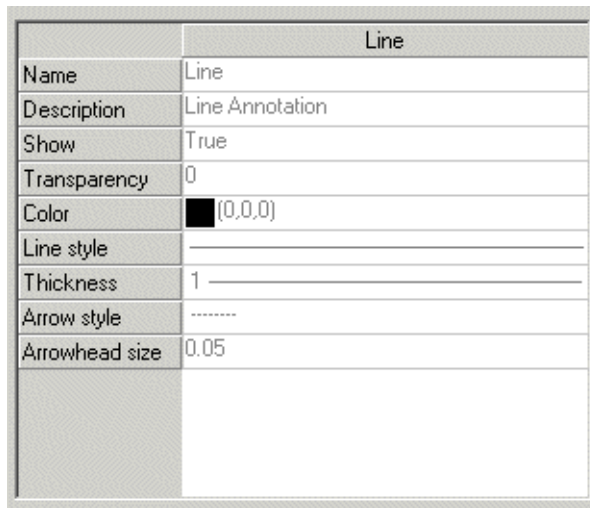 Line
Name Line
Description Line Annotation
Show True
Transparency 0
Color (0,0,0)
Line style
Thickness 1
Arrow style --------
Arrowhead size 0.05